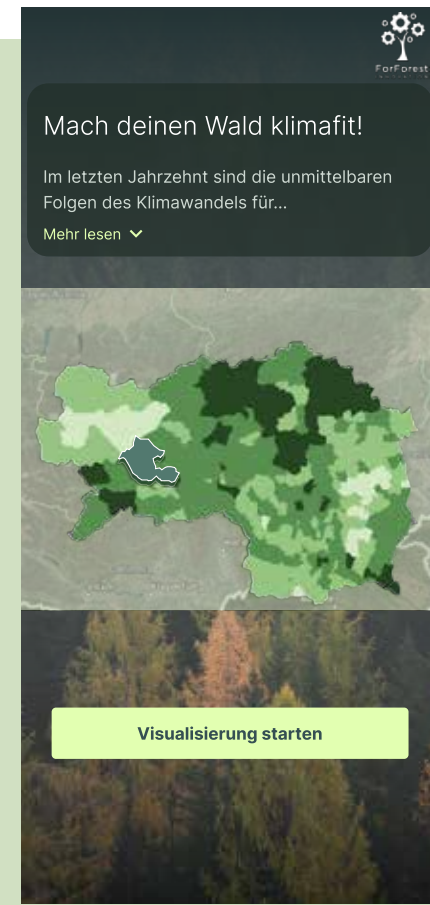 ForForest
Mach deinen Wald klimafit!
Im letzten Jahrzehnt sind die unmittelbaren
Folgen des Klimawandels für...
Mehr lesen
Visualisierung starten